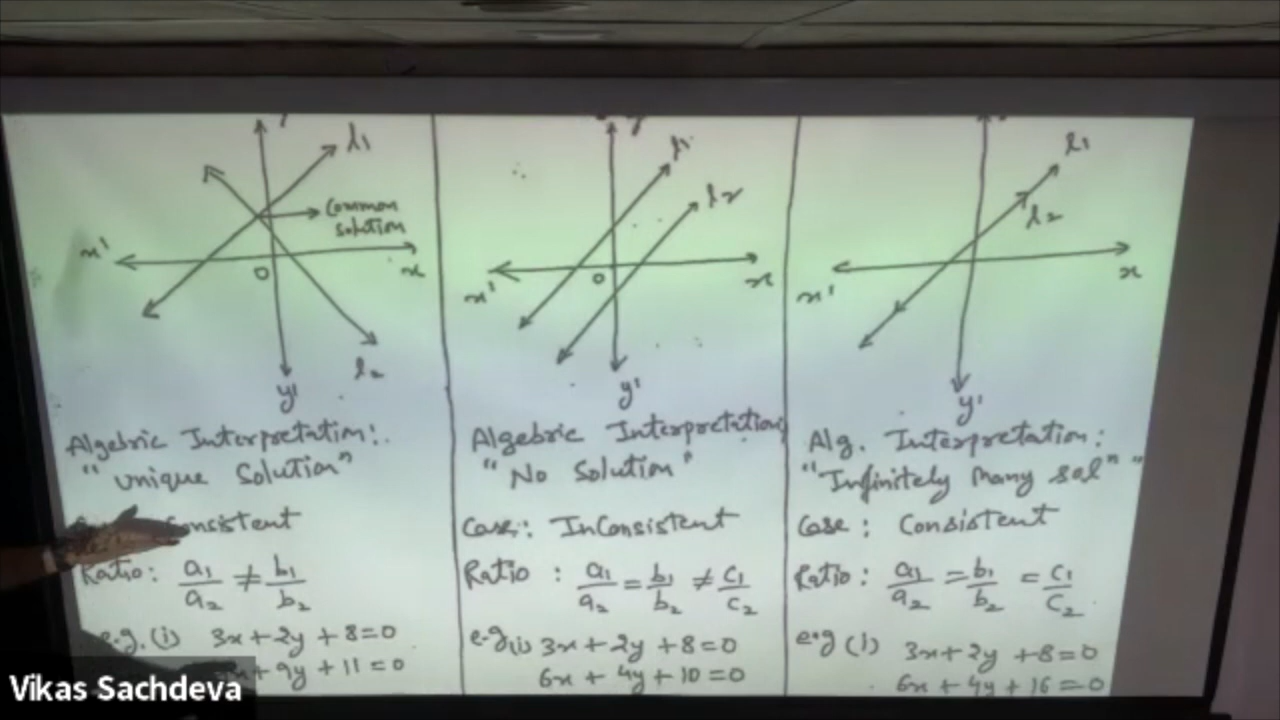 l1
Common
solution
x'
O
x
l2
y'
Algebric Interpretation:
"unique Solution"
Consistent
Ratio: a1/a2 ≠ b1/b2
e.g. (i) 3x+2y+8=0
x+9y+11=0
y
l1
l2
x'
O
x
y'
Algebric Interpretation
"No Solution"
Case: InConsistent
Ratio : a1/a2 = b1/b2 ≠ c1/c2
e.g (i) 3x+2y+8=0
6x+4y+10=0
l1
l2
x'
x
y'
Alg. Interpretation:
"Infinitely many sol" "
Case: Consistent
Ratio: a1/a2 = b1/b2 = c1/c2
e.g (i) 3x+2y+8=0
6x+4y+16=0
Vikas Sachdeva